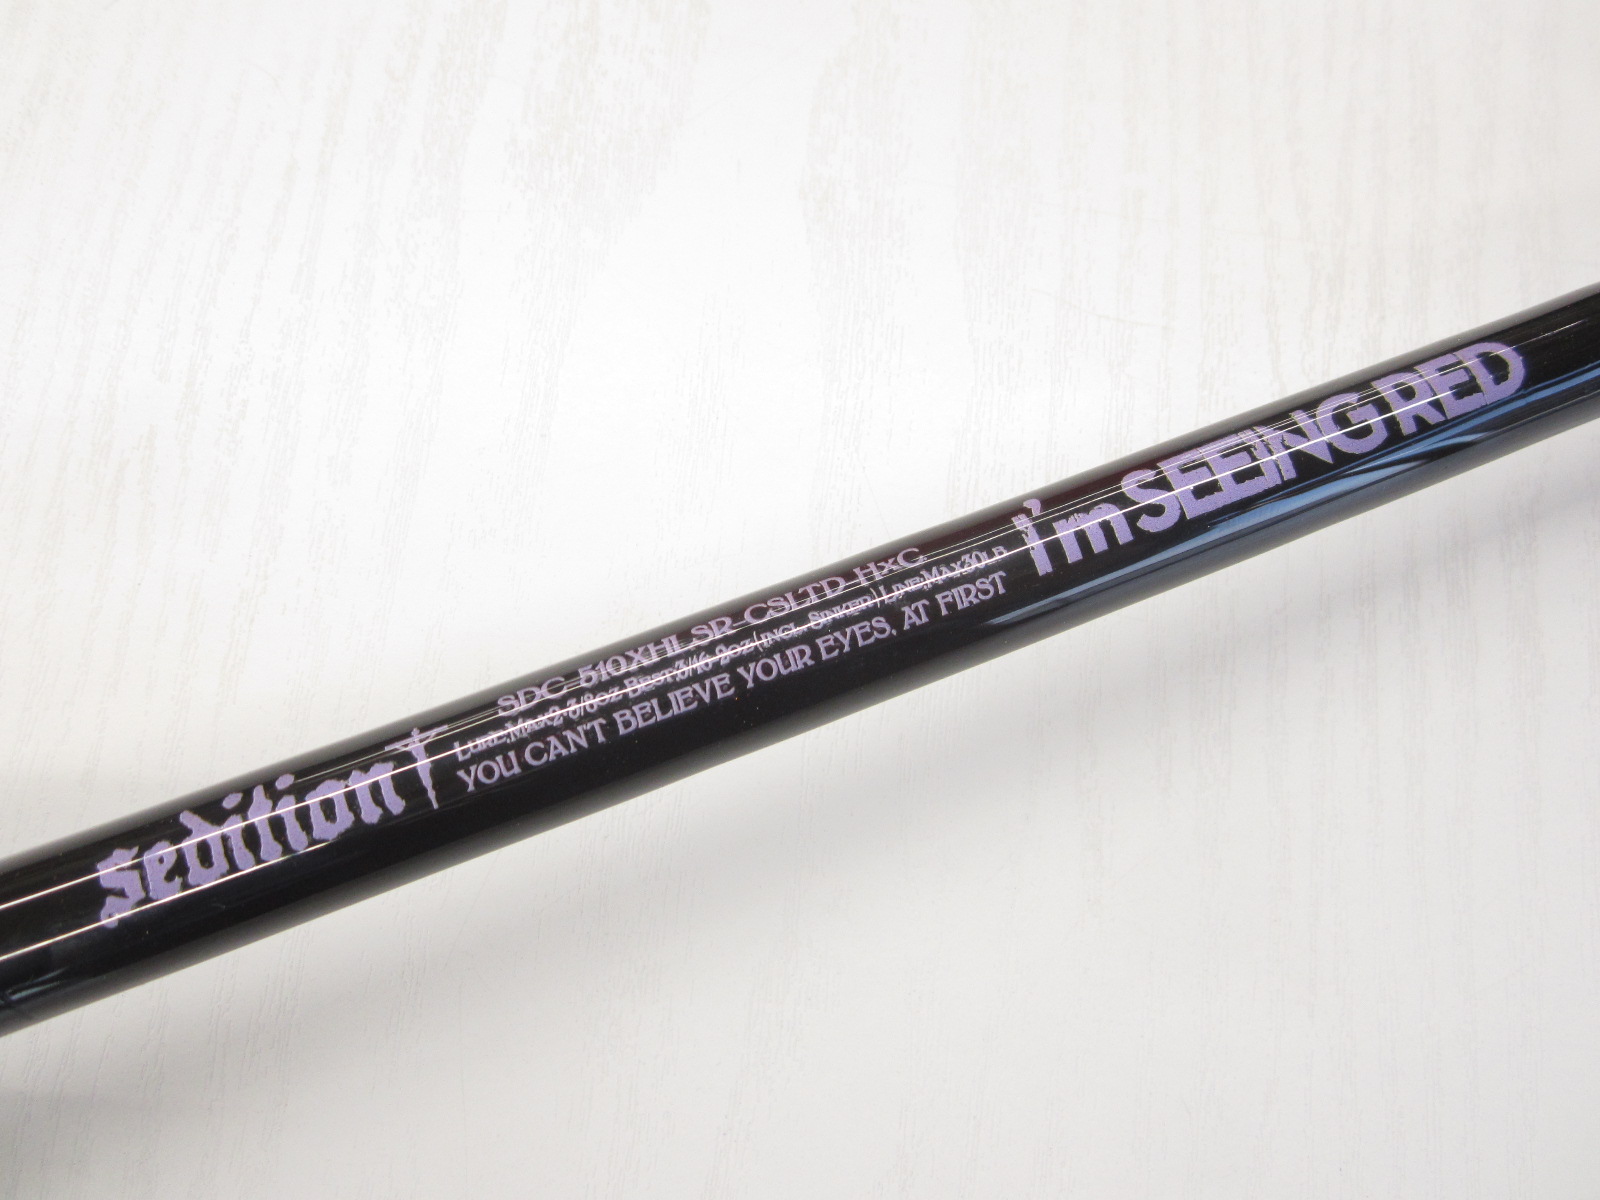 sedition
SDC-510XHLSR-CSLTD HxC
Lure;Max2-3/8oz Best:3/16-2oz(incl. Sinker) Line;Max30lb
YOU CAN'T BELIEVE YOUR EYES, AT FIRST
I'm SEEING RED